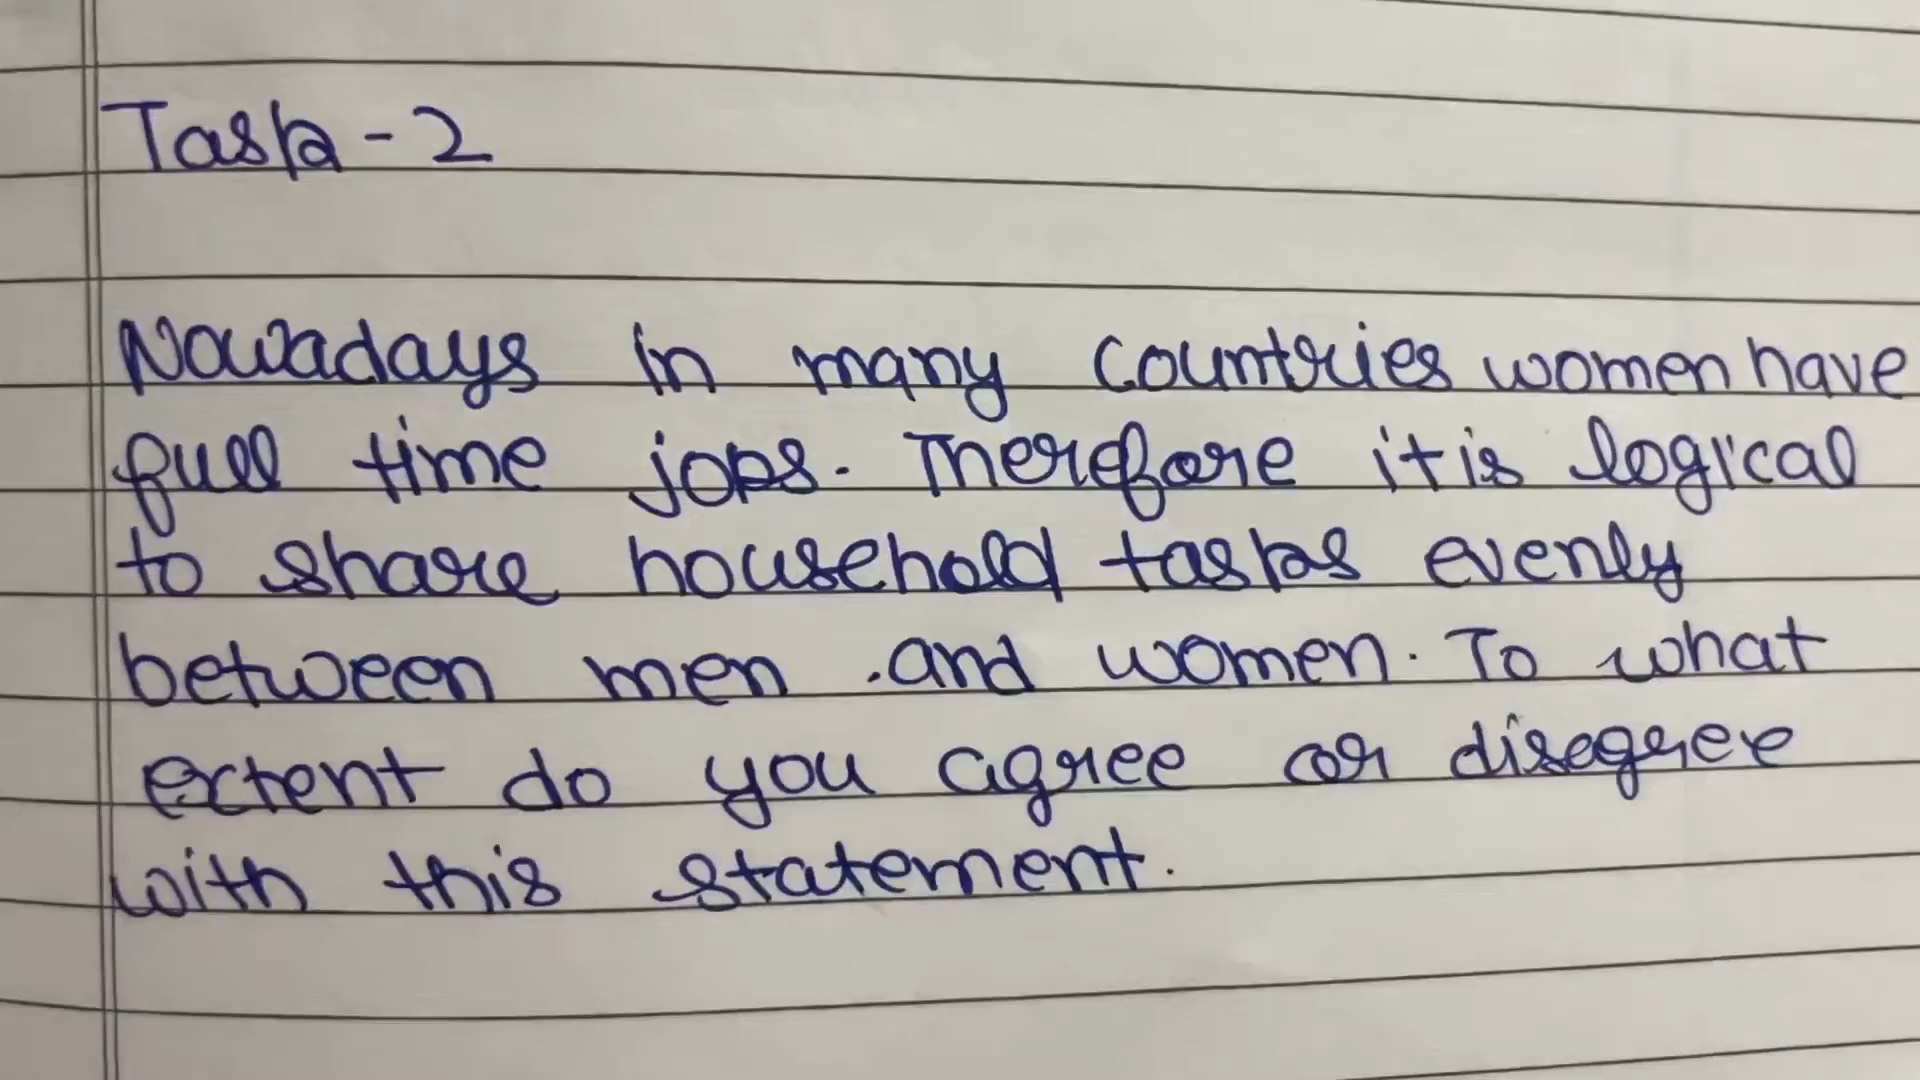 Task-2
Nowadays in many countries women have
full time jobs. Therefore it is logical
to share household tasks evenly
between men .and women. To what
extent do you agree or disegree
with this statement.